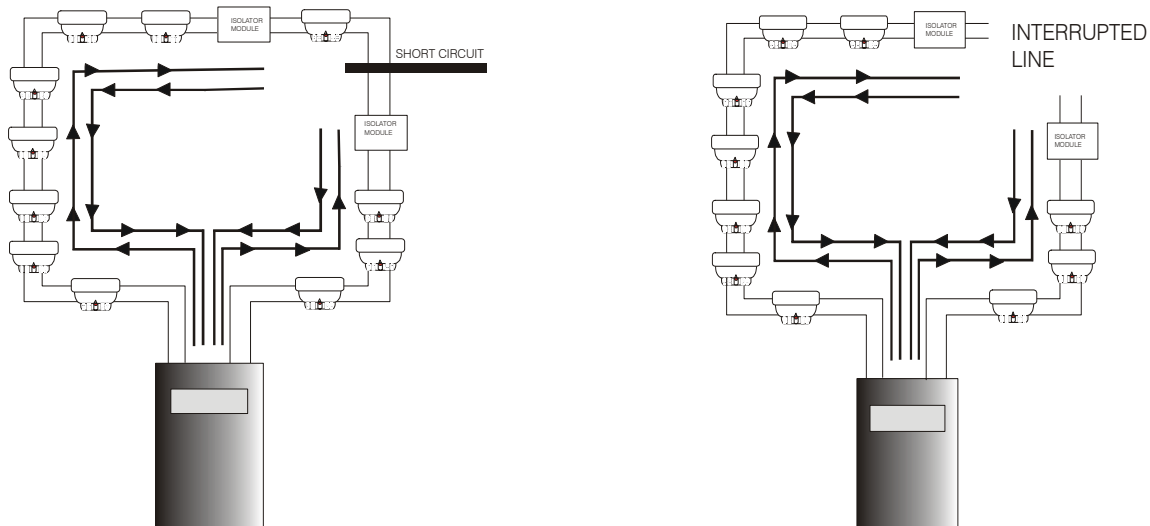 ISOLATOR
MODULE
SHORT CIRCUIT
ISOLATOR
MODULE
ISOLATOR
MODULE
INTERRUPTED
LINE
ISOLATOR
MODULE